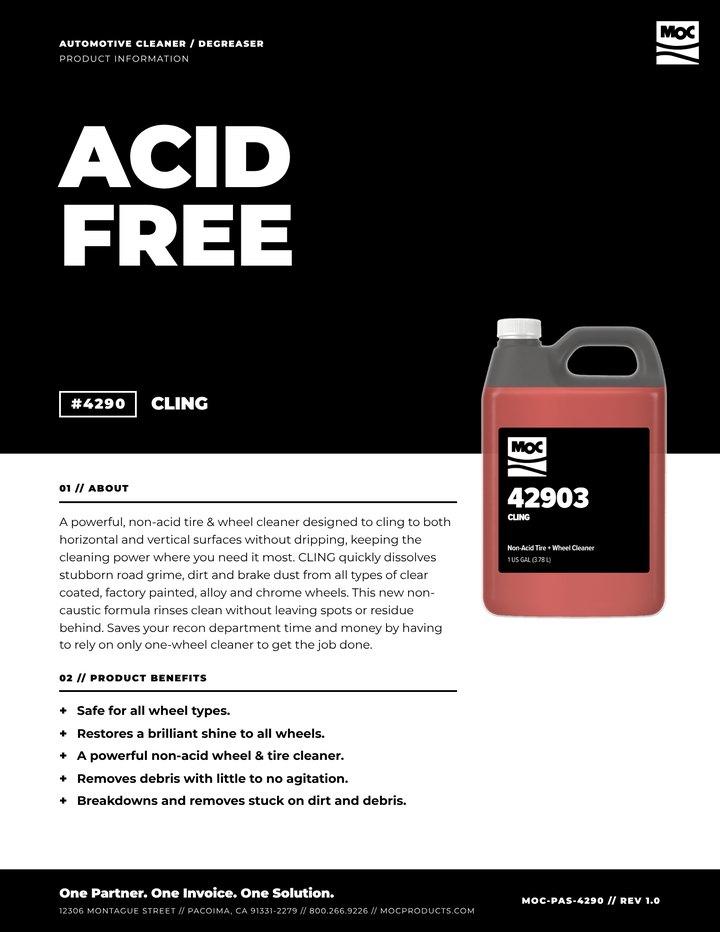 AUTOMOTIVE CLEANER / DEGREASER
PRODUCT INFORMATION
MOC
ACID
FREE
#4290 CLING
MOC
42903
CLING
Non-Acid Tire + Wheel Cleaner
1 US GAL (3.78 L)
01 // ABOUT
A powerful, non-acid tire & wheel cleaner designed to cling to both
horizontal and vertical surfaces without dripping, keeping the
cleaning power where you need it most. CLING quickly dissolves
stubborn road grime, dirt and brake dust from all types of clear
coated, factory painted, alloy and chrome wheels. This new non-
caustic formula rinses clean without leaving spots or residue
behind. Saves your recon department time and money by having
to rely on only one-wheel cleaner to get the job done.
02 // PRODUCT BENEFITS
+ Safe for all wheel types.
+ Restores a brilliant shine to all wheels.
+ A powerful non-acid wheel & tire cleaner.
+ Removes debris with little to no agitation.
+ Breakdowns and removes stuck on dirt and debris.
One Partner. One Invoice. One Solution.
12306 MONTAGUE STREET // PACOIMA, CA 91331-2279 // 800.266.9226 // MOCPRODUCTS.COM
MOC-PAS-4290 // REV 1.0